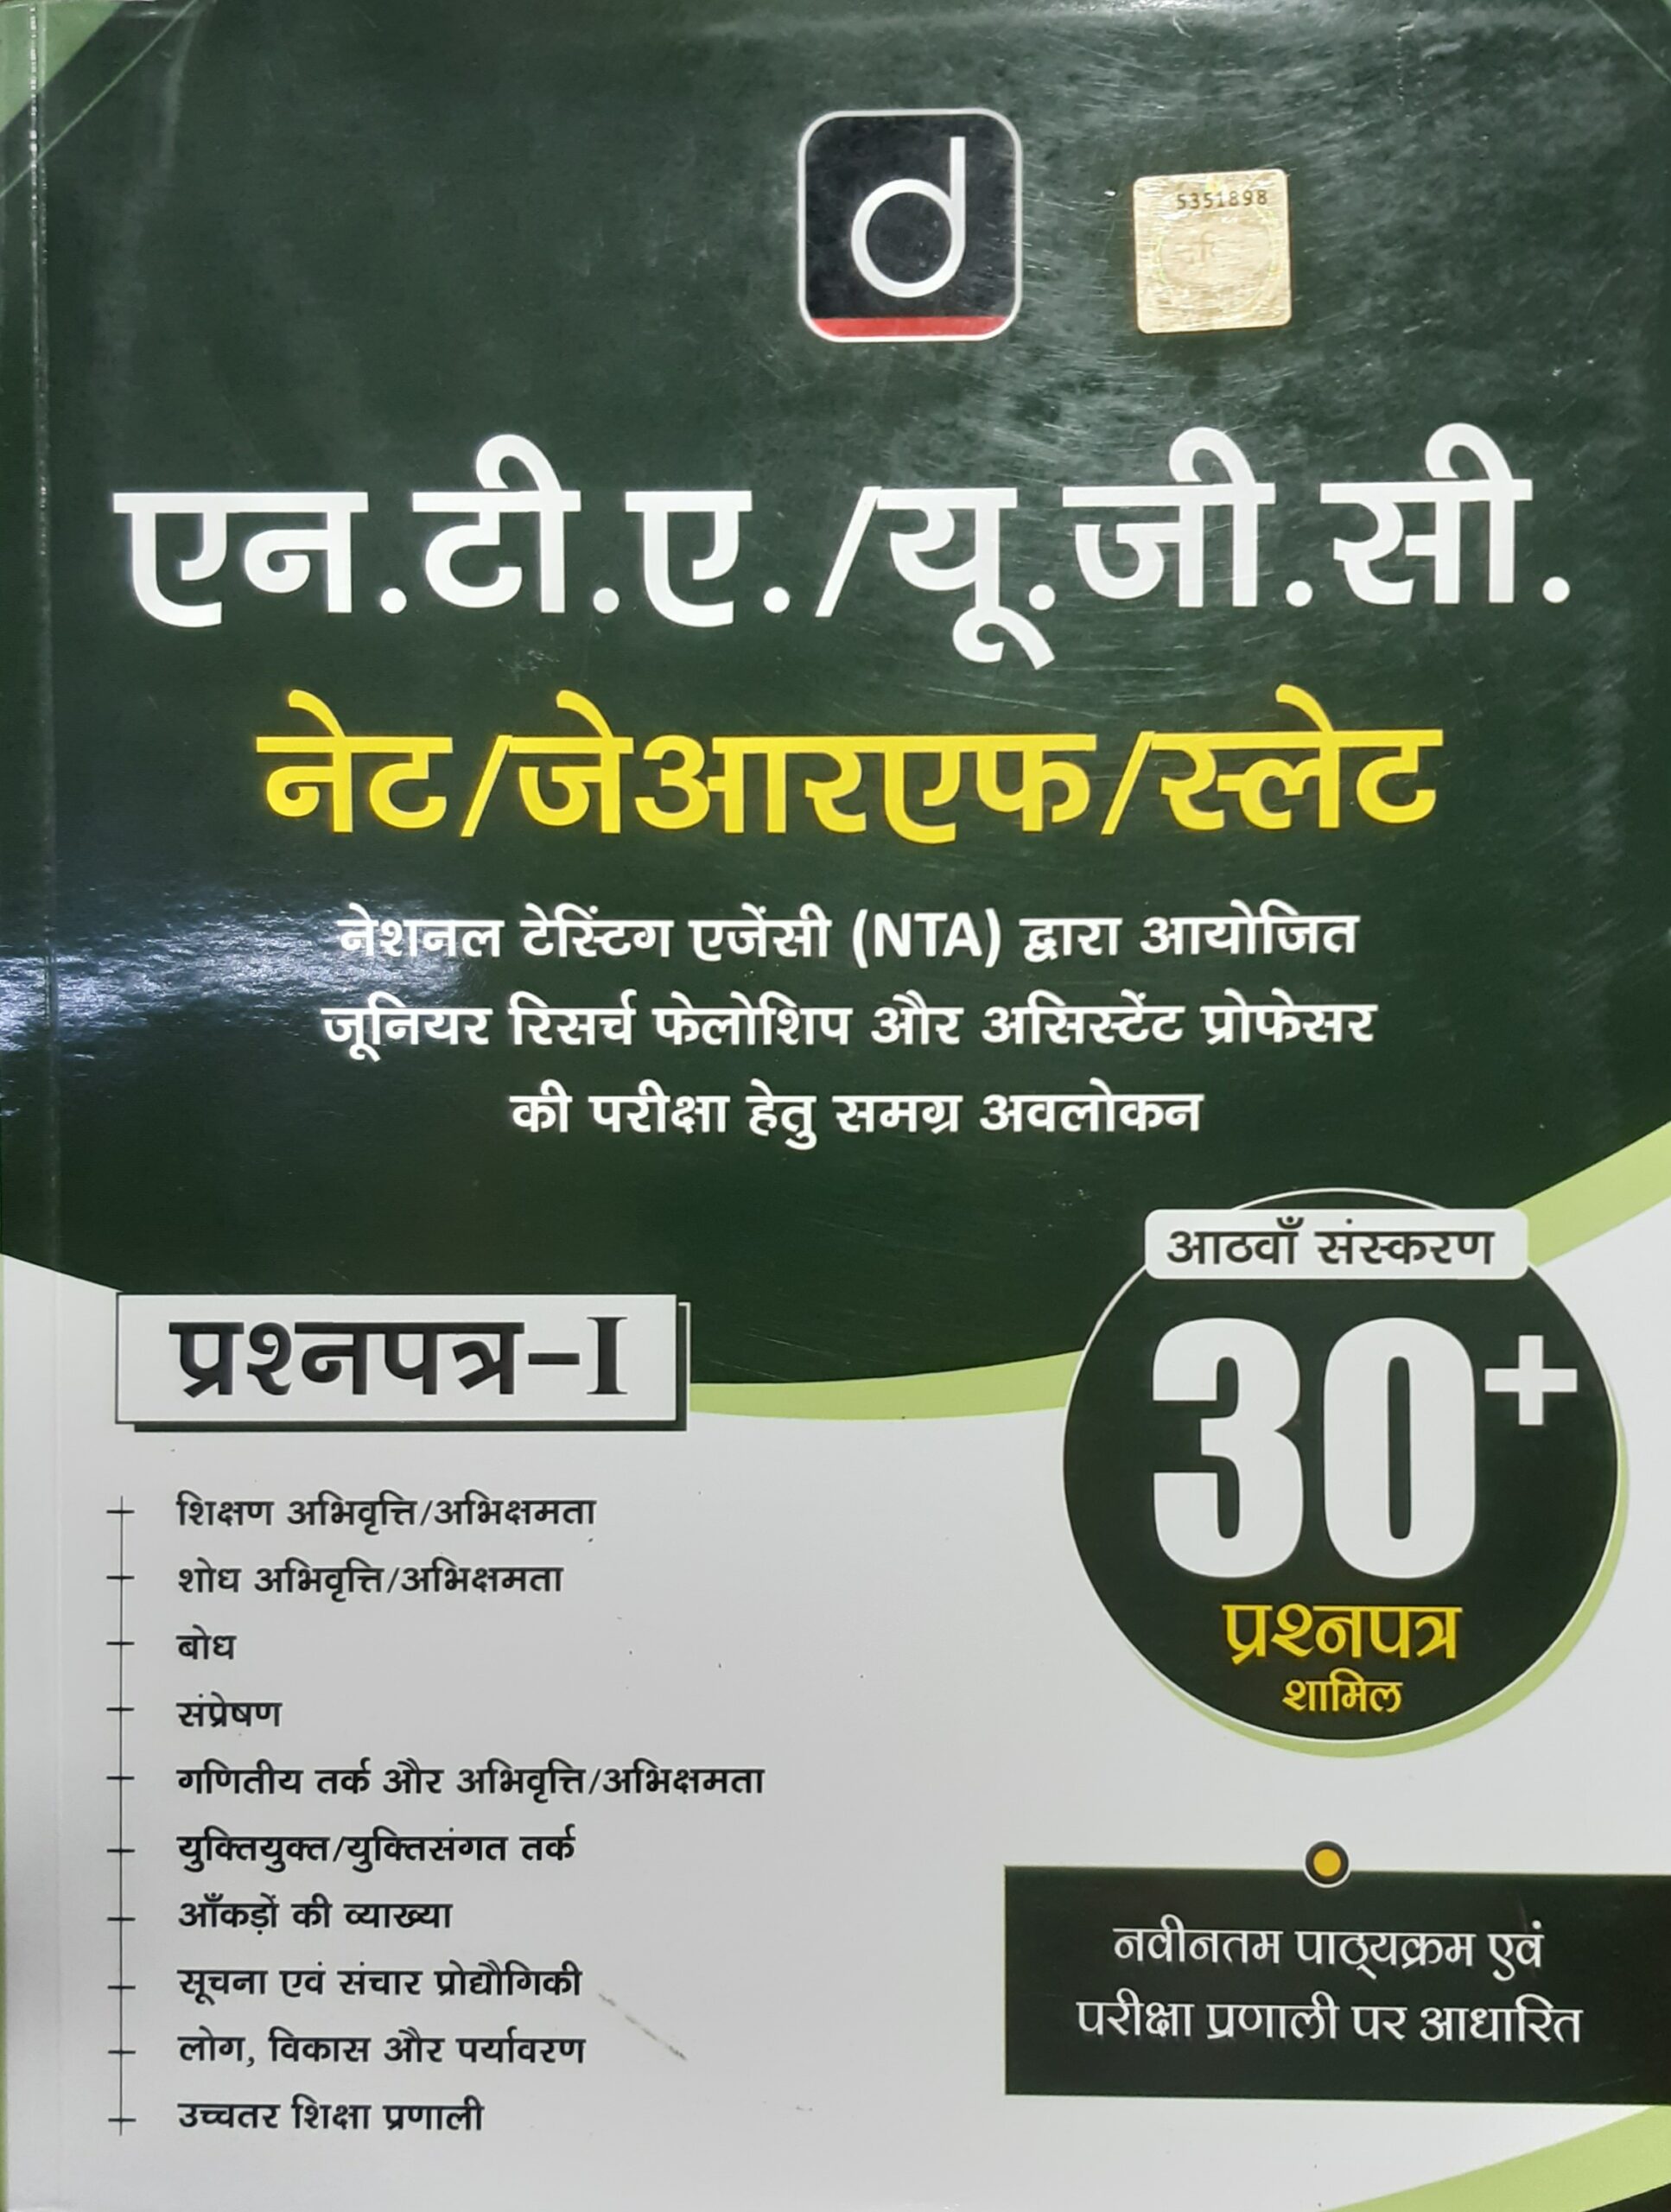 d
5351898
एन.टी.ए./यू.जी.सी.
नेट/जेआरएफ/स्लेट
नेशनल टेस्टिंग एजेंसी (NTA) द्वारा आयोजित
जूनियर रिसर्च फेलोशिप और असिस्टेंट प्रोफेसर
की परीक्षा हेतु समग्र अवलोकन
आठवाँ संस्करण
30+
प्रश्नपत्र
शामिल
प्रश्नपत्र–I
शिक्षण अभिवृत्ति/अभिक्षमता
शोध अभिवृत्ति/अभिक्षमता
बोध
संप्रेषण
गणितीय तर्क और अभिवृत्ति/अभिक्षमता
युक्तियुक्त/युक्तिसंगत तर्क
आँकड़ों की व्याख्या
सूचना एवं संचार प्रोद्यौगिकी
लोग, विकास और पर्यावरण
उच्चतर शिक्षा प्रणाली
नवीनतम पाठ्यक्रम एवं
परीक्षा प्रणाली पर आधारित